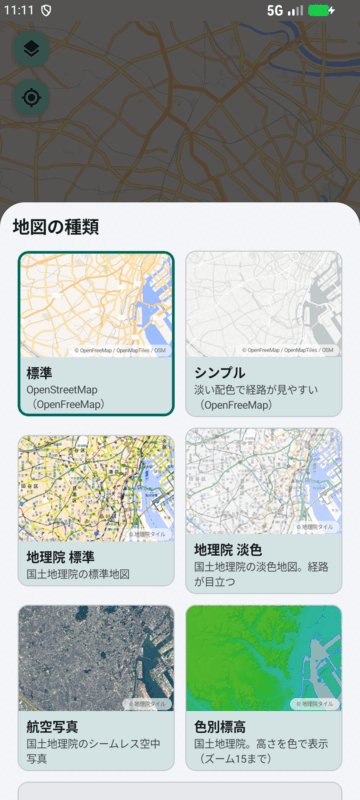 11:11
5G
地図の種類
© OpenFreeMap / OpenMapTiles / OSM
© OpenFreeMap / OpenMapTiles / OSM
標準
OpenStreetMap
（OpenFreeMap）
シンプル
淡い配色で経路が見やすい
（OpenFreeMap）
© 地理院タイル
© 地理院タイル
地理院 標準
国土地理院の標準地図
地理院 淡色
国土地理院の淡色地図。経路
が目立つ
© 地理院タイル
© 地理院タイル
航空写真
国土地理院のシームレス空中
写真
色別標高
国土地理院。高さを色で表示
（ズーム15まで）